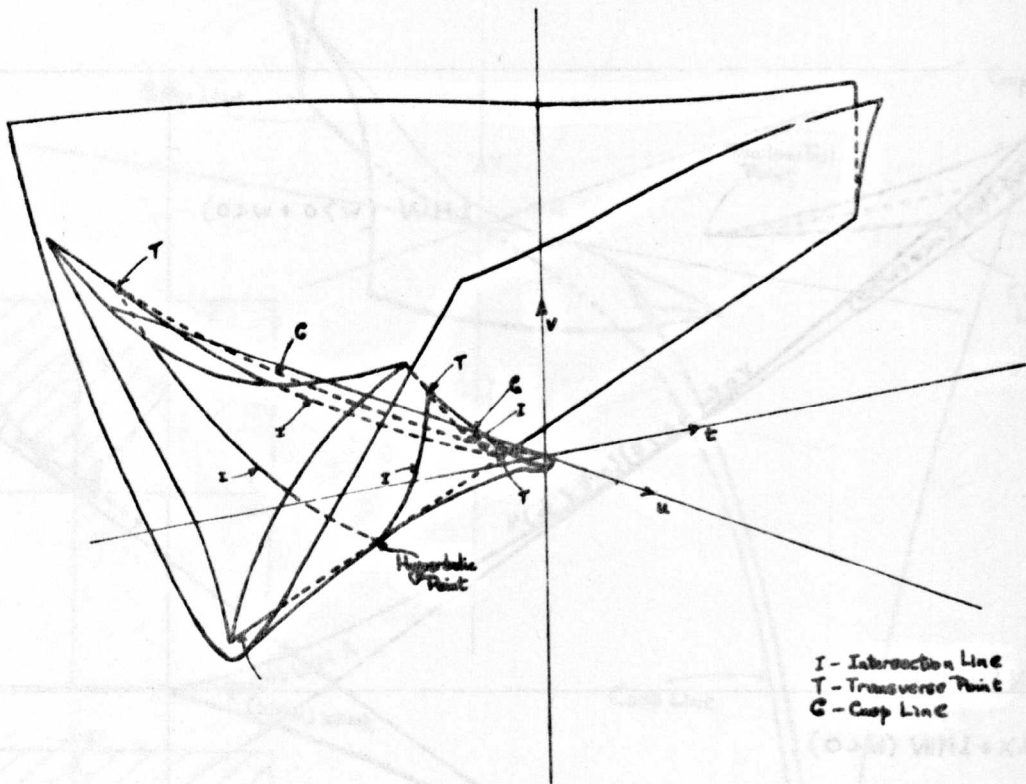 T
C
T
C
I
V
I
t
I
I
T
u
Hyperbolic
Point
I - Intersection Line
T - Transverse Point
C - Cusp Line